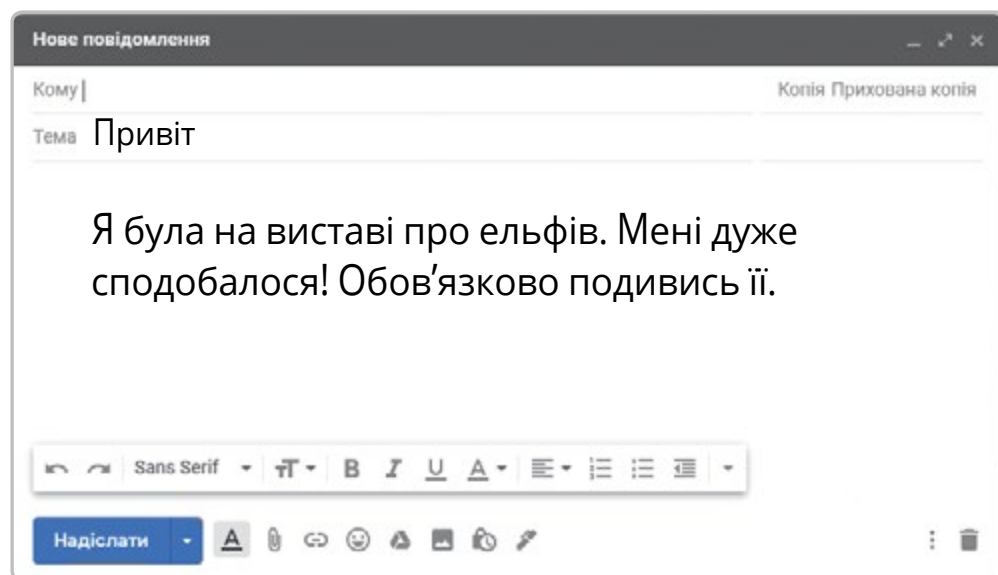 Нове повідомлення
Кому Копія Прихована копія
Тема Привіт
Я була на виставі про ельфів. Мені дуже
сподобалося! Обов’язково подивись її.
Sans Serif B I U A
Надіслати A